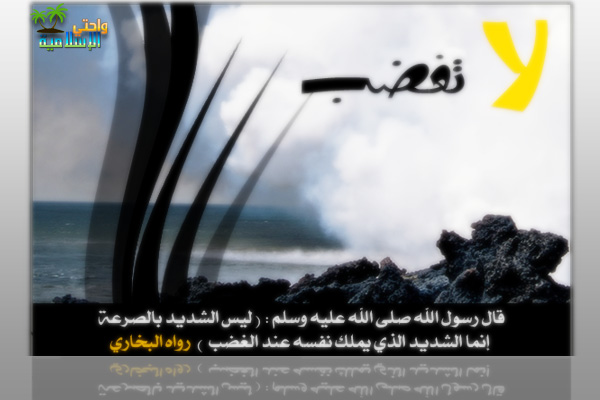 واحتي
الإسلامية
لا تغضب
قال رسول الله صلى الله عليه وسلم : ( ليس الشديد بالصرعة
إنما الشديد الذي يملك نفسه عند الغضب ) رواه البخاري